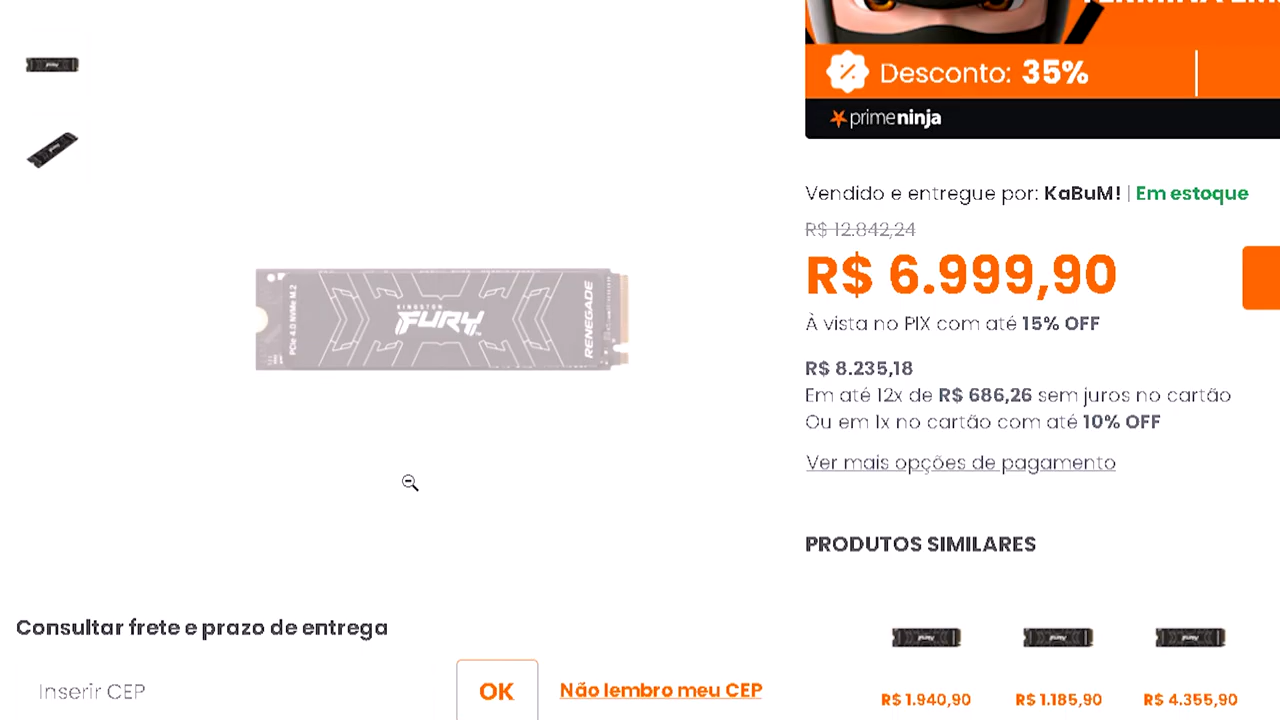 Desconto: 35%
primeninja
Vendido e entregue por: KaBuM! | Em estoque
R$ 12.842,24
R$ 6.999,90
À vista no PIX com até 15% OFF
R$ 8.235,18
Em até 12x de R$ 686,26 sem juros no cartão
Ou em 1x no cartão com até 10% OFF
Ver mais opções de pagamento
PCIe 4.0 NVMe M.2
KINGSTON
FURY
RENEGADE
PRODUTOS SIMILARES
Consultar frete e prazo de entrega
Inserir CEP
OK
Não lembro meu CEP
FURY
FURY
FURY
R$ 1.940,90
R$ 1.185,90
R$ 4.355,90